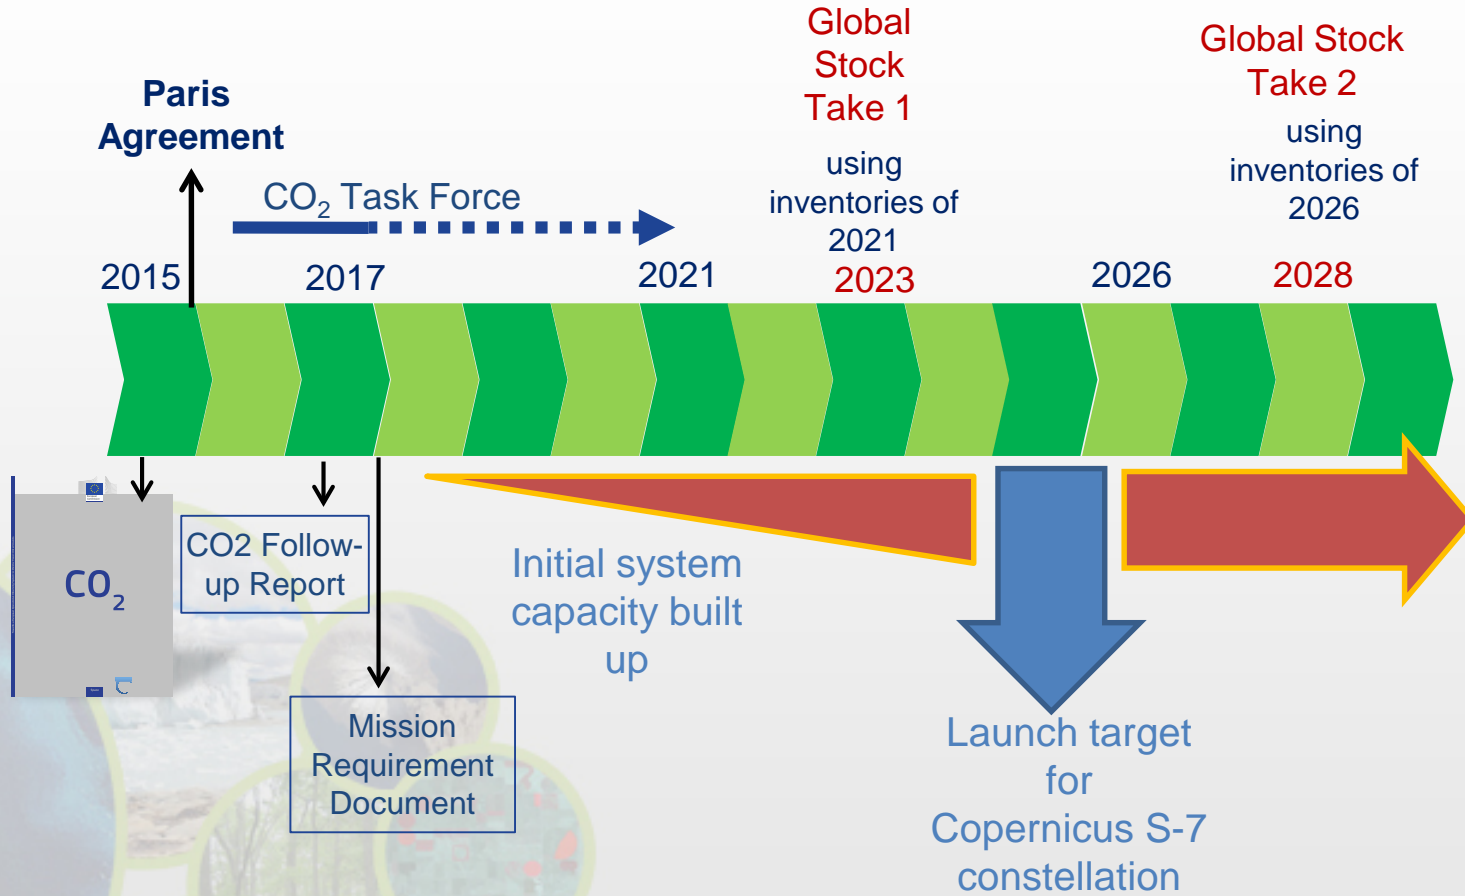 Global
Stock
Take 1
using
inventories of
2021
Global Stock
Take 2
using
inventories of
2026
Paris
Agreement
CO₂ Task Force
2015
2017
2021
2023
2026
2028
CO₂
CO2 Follow-
up Report
Mission
Requirement
Document
Initial system
capacity built
up
Launch target
for
Copernicus S-7
constellation